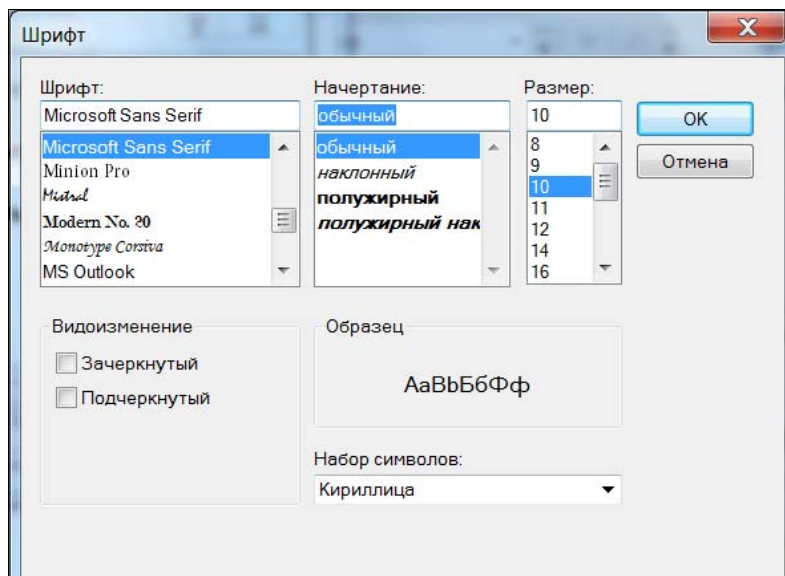 Шрифт
Шрифт:
Microsoft Sans Serif
Microsoft Sans Serif
Minion Pro
Mistral
Modern No. 20
Monotype Corsiva
MS Outlook
Начертание:
обычный
обычный
наклонный
полужирный
полужирный нак
Размер:
10
8
9
10
11
12
14
16
OK
Отмена
Видоизменение
Зачеркнутый
Подчеркнутый
Образец
AaBbБбФф
Набор символов:
Кириллица